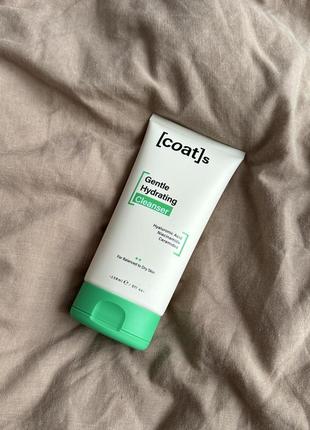 [coat]s
Gentle
Hydrating
Cleanser
Hyaluronic Acid
Niacinamide
Ceramides
For Balanced to Dry Skin